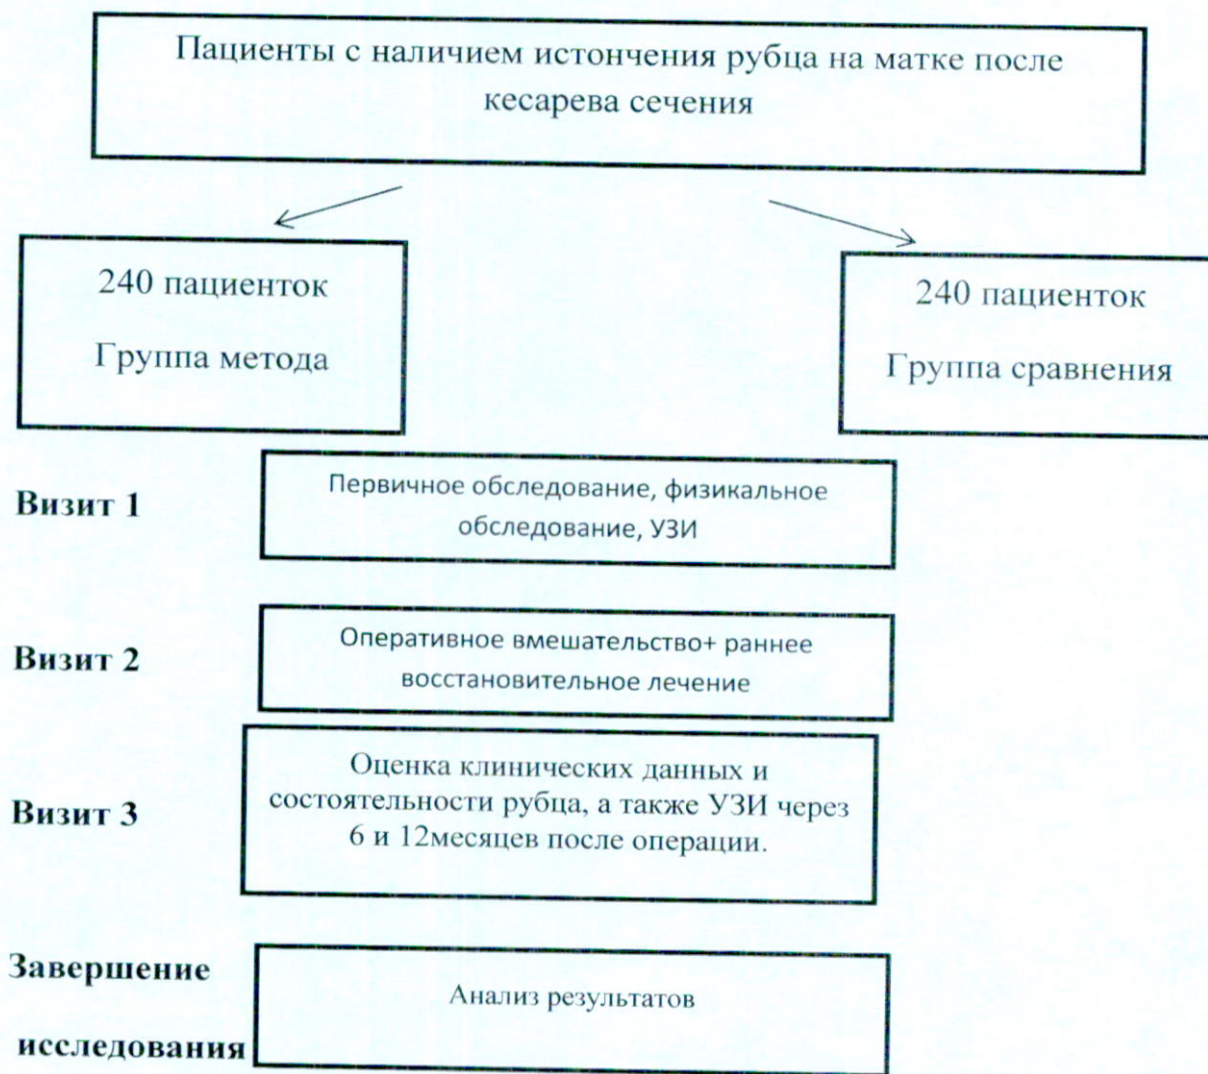 Пациенты с наличием истончения рубца на матке после
кесарева сечения
240 пациенток
Группа метода
240 пациенток
Группа сравнения
Визит 1
Первичное обследование, физикальное
обследование, УЗИ
Визит 2
Оперативное вмешательство+ раннее
восстановительное лечение
Визит 3
Оценка клинических данных и
состоятельности рубца, а также УЗИ через
6 и 12месяцев после операции.
Завершение
исследования
Анализ результатов